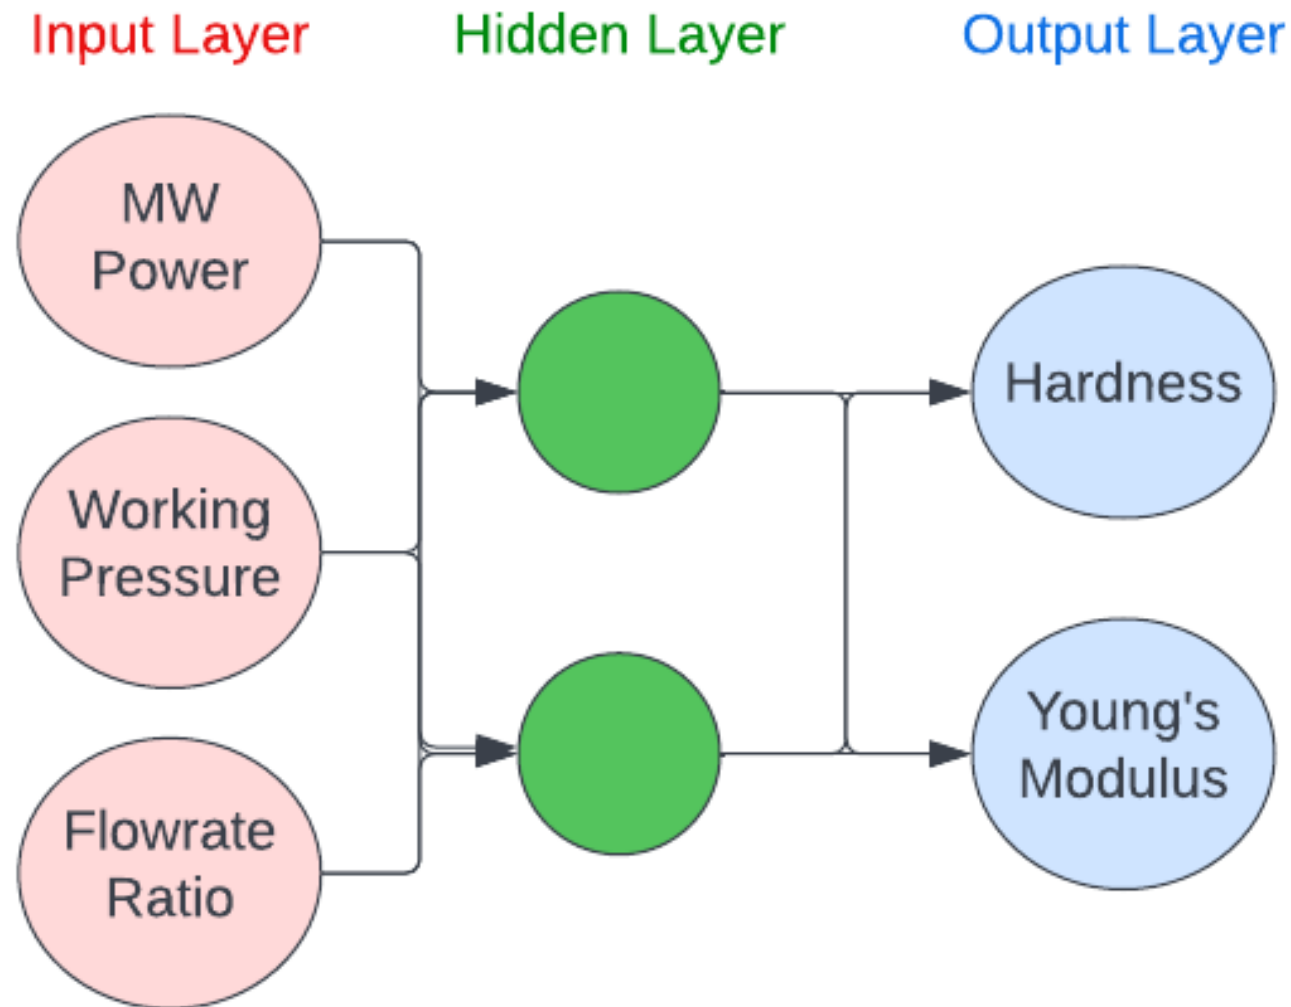 Input Layer
Hidden Layer
Output Layer
MW
Power
Working
Pressure
Flowrate
Ratio
Hardness
Young's
Modulus